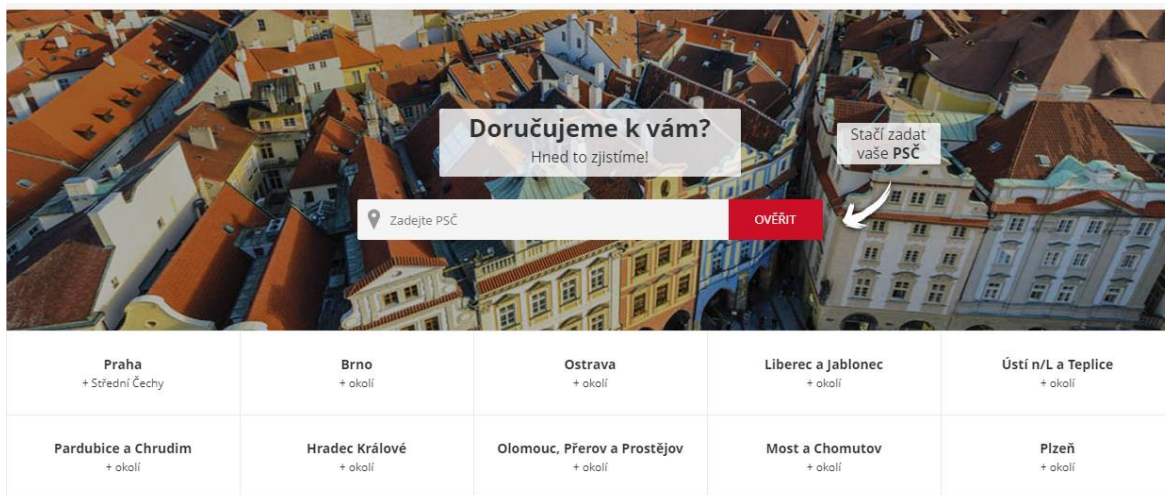 Doručujeme k vám?
Hned to zjistíme!
Stačí zadat
vaše PSČ
Zadejte PSČ
OVĚŘIT
Praha
+ Střední Čechy
Brno
+ okolí
Ostrava
+ okolí
Liberec a Jablonec
+ okolí
Ústí n/L a Teplice
+ okolí
Pardubice a Chrudim
+ okolí
Hradec Králové
+ okolí
Olomouc, Přerov a Prostějov
+ okolí
Most a Chomutov
+ okolí
Plzeň
+ okolí